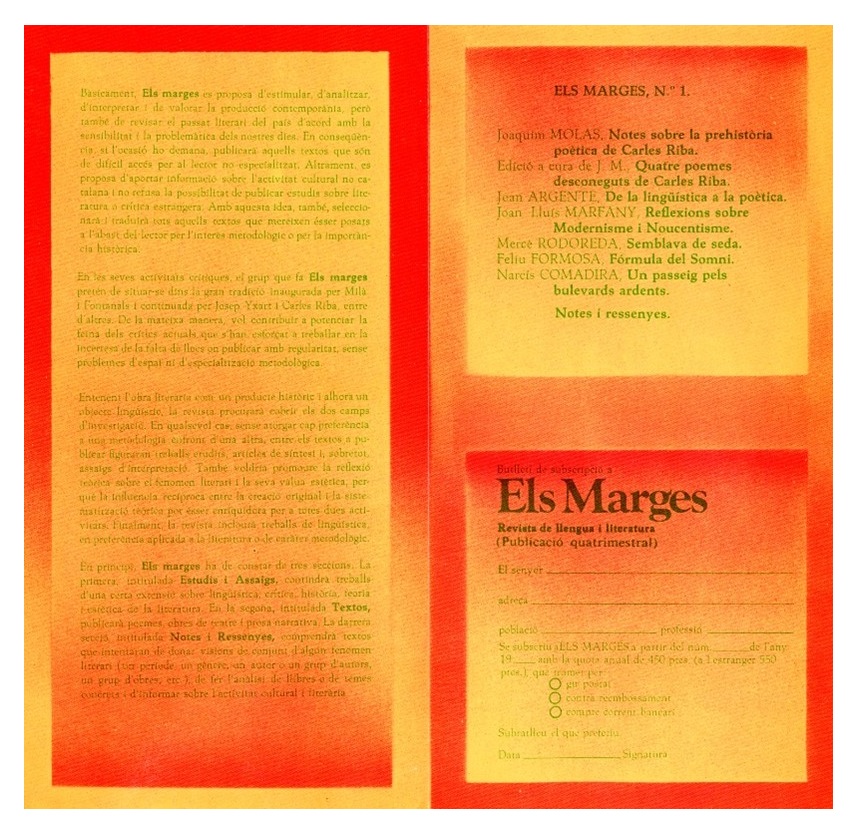 Bàsicament, Els marges es proposa d'estimular, d'analitzar,
d'interpretar i de valorar la producció contemporània, però
també de revisar el passat literari del país d'acord amb la
sensibilitat i la problemàtica dels nostres dies. En conseqüèn-
cia, si l'ocasió ho demana, publicarà aquells textos que són
de difícil accés per al lector no especialitzat. Altrament, es
proposa d'aportar informació sobre l'activitat cultural no ca-
talana i no refusa la possibilitat de publicar estudis sobre lite-
ratura o crítica estrangera. Amb aquesta idea, també, seleccio-
narà i traduirà tots aquells textos que mereixen ésser posats
a l'abast del lector per l'interès metodològic o per la importàn-
cia històrica.
En les seves activitats crítiques, el grup que fa Els marges
pretén de situar-se dins la gran tradició inaugurada per Milà
i Fontanals i continuada per Josep Yxart i Carles Riba, entre
d'altres. De la mateixa manera, vol contribuir a potenciar la
feina dels crítics actuals que s'han esforçat a treballar en la
incertesa de la falta de llocs on publicar amb regularitat, sense
problemes d'espai ni d'especialització metodològica.
Entenent l'obra literària com un producte històric i alhora un
objecte lingüístic, la revista procurarà cobrir els dos camps
d'investigació. En qualsevol cas, sense atorgar cap preferència
a una metodologia enfront d'una altra, entre els textos a pu-
blicar figuraran treballs erudits, articles de síntesi i, sobretot,
assaigs d'interpretació. També voldria promoure la reflexió
teòrica sobre el fenomen literari i la seva vàlua estètica, per-
què la influència recíproca entre la creació original i la siste-
matització teòrica pot ésser enriquidora per a totes dues acti-
vitats. Finalment, la revista inclourà treballs de lingüística,
en preferència aplicada a la literatura o de caràcter metodològic.
En principi, Els marges ha de constar de tres seccions. La
primera, intitulada Estudis i Assaigs, contindrà treballs
d'una certa extensió sobre lingüística, crítica, història, teoria
i estètica de la literatura. En la segona, intitulada Textos,
publicarà poemes, obres de teatre i prosa narrativa. La darrera
secció, intitulada Notes i Ressenyes, comprendrà textos
que intentaran de donar visions de conjunt d'algun fenomen
literari (un període, un gènere, un autor o un grup d'autors,
un grup d'obres, etc.), de fer l'anàlisi de llibres o de temes
concrets i d'informar sobre l'activitat cultural i literària.
ELS MARGES, N.º 1.
Joaquim MOLAS, Notes sobre la prehistòria
poètica de Carles Riba.
Edició a cura de J. M., Quatre poemes
desconeguts de Carles Riba.
Joan ARGENTE, De la lingüística a la poètica.
Joan Lluís MARFANY, Reflexions sobre
Modernisme i Noucentisme.
Mercè RODOREDA, Semblava de seda.
Feliu FORMOSA, Fórmula del Somni.
Narcís COMADIRA, Un passeig pels
bulevards ardents.
Notes i ressenyes.
Butlletí de subscripció a
Els Marges
Revista de llengua i literatura
(Publicació quatrimestral)
El senyor
adreça
població professió
Se subscriu a ELS MARGES a partir del núm. de l'any
19 amb la quota anual de 450 ptes. (a l'estranger 550
ptes.), que trametré per:
gir postal
contra reembossament
compte corrent bancari
Subratlleu el que preferiu
Data Signatura